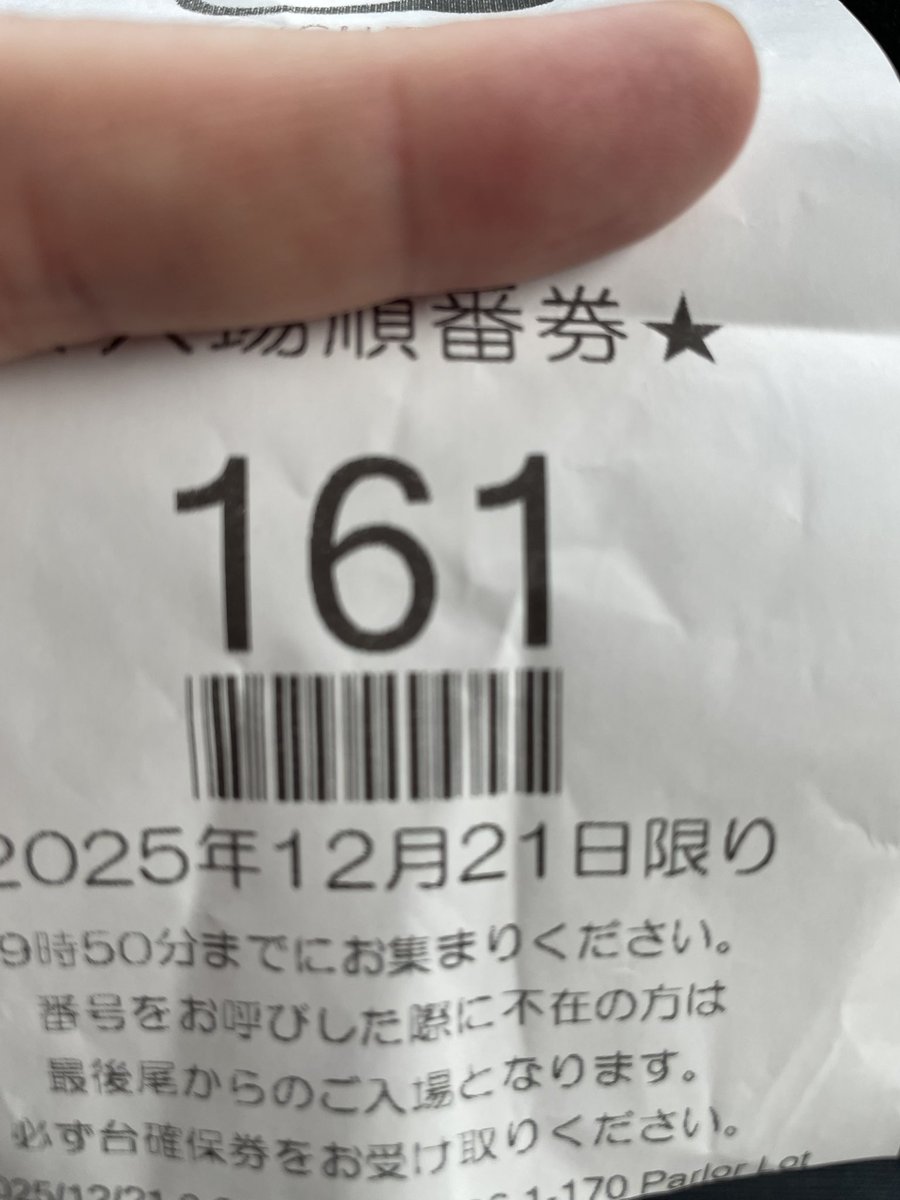 入場順番券★
161
2025年12月21日限り
9時50分までにお集まりください。
番号をお呼びした際に不在の方は
最後尾からのご入場となります。
必ず台確保券をお受け取りください。
025/12/21 1-170 Parlor Lot